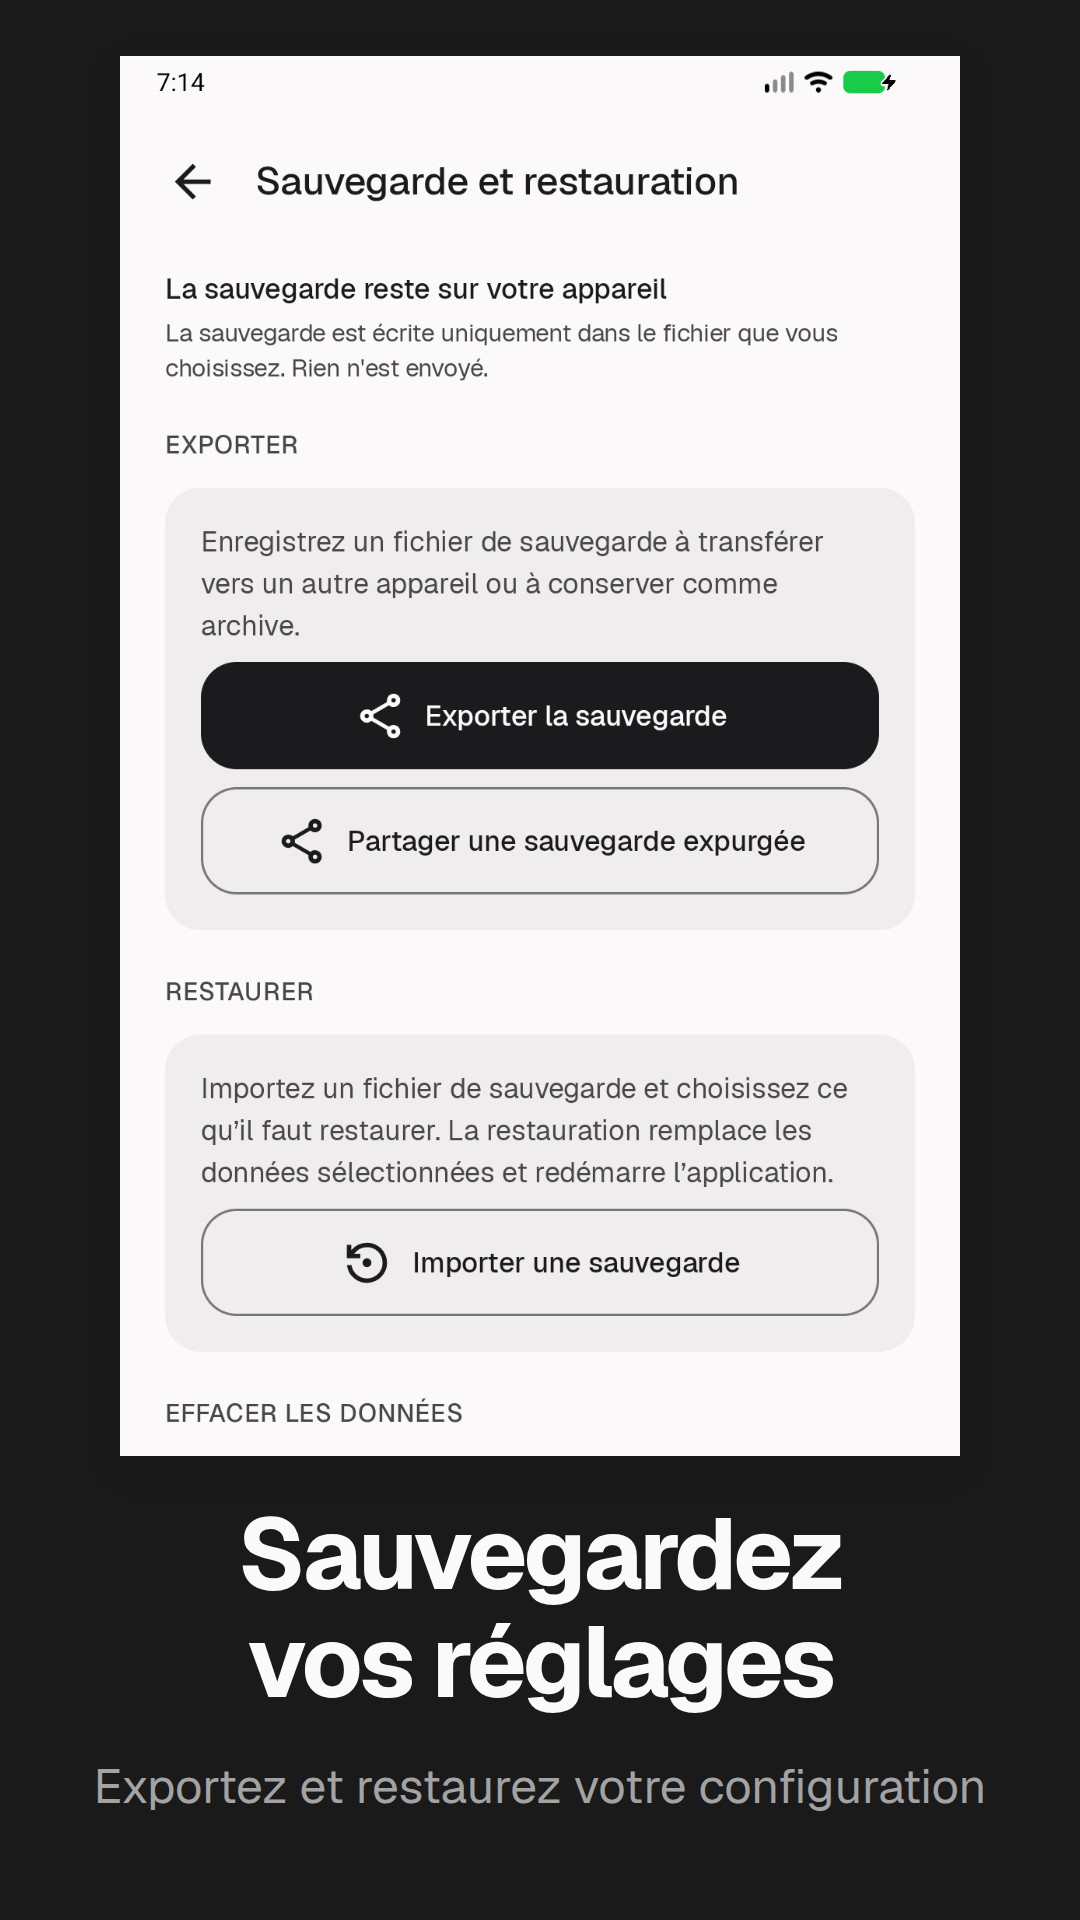 7:14
Sauvegarde et restauration
La sauvegarde reste sur votre appareil
La sauvegarde est écrite uniquement dans le fichier que vous
choisissez. Rien n'est envoyé.
EXPORTER
Enregistrez un fichier de sauvegarde à transférer
vers un autre appareil ou à conserver comme
archive.
Exporter la sauvegarde
Partager une sauvegarde expurgée
RESTAURER
Importez un fichier de sauvegarde et choisissez ce
qu’il faut restaurer. La restauration remplace les
données sélectionnées et redémarre l’application.
Importer une sauvegarde
EFFACER LES DONNÉES
Sauvegardez
vos réglages
Exportez et restaurez votre configuration